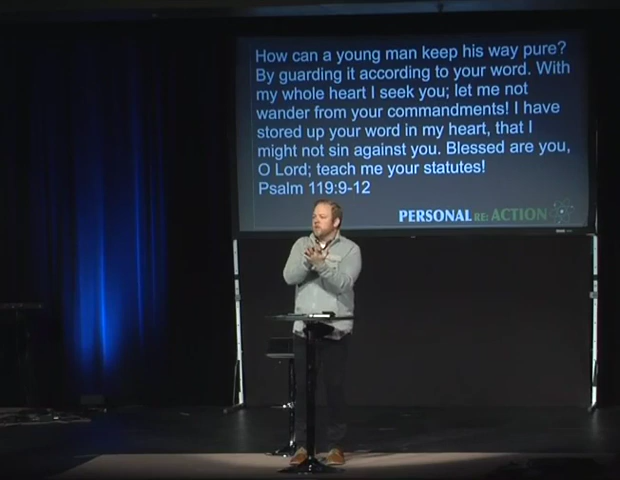 How can a young man keep his way pure?
By guarding it according to your word. With
my whole heart I seek you; let me not
wander from your commandments! I have
stored up your word in my heart, that I
might not sin against you. Blessed are you,
O Lord; teach me your statutes!
Psalm 119:9-12
PERSONAL RE: ACTION